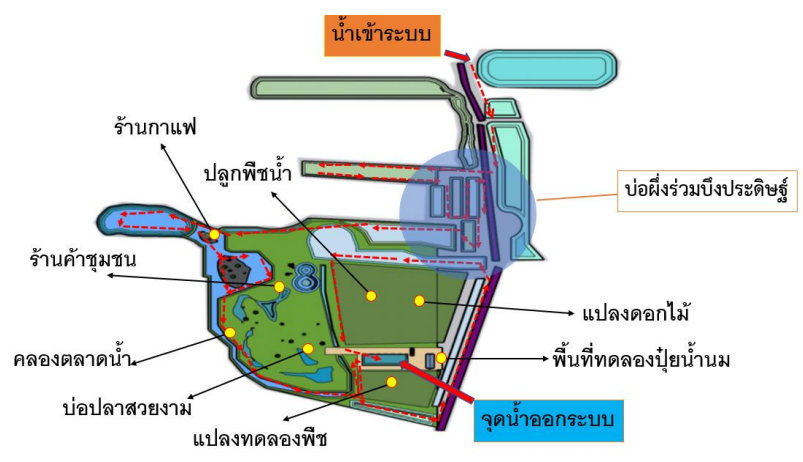 น้ำเข้าระบบ
ร้านกาแฟ
ปลูกพืชน้ำ
บ่อผึ่งร่วมบึงประดิษฐ์
ร้านค้าชุมชน
แปลงดอกไม้
คลองตลาดน้ำ
พื้นที่ทดลองปุ๋ยน้ำนม
บ่อปลาสวยงาม
จุดน้ำออกระบบ
แปลงทดลองพืช